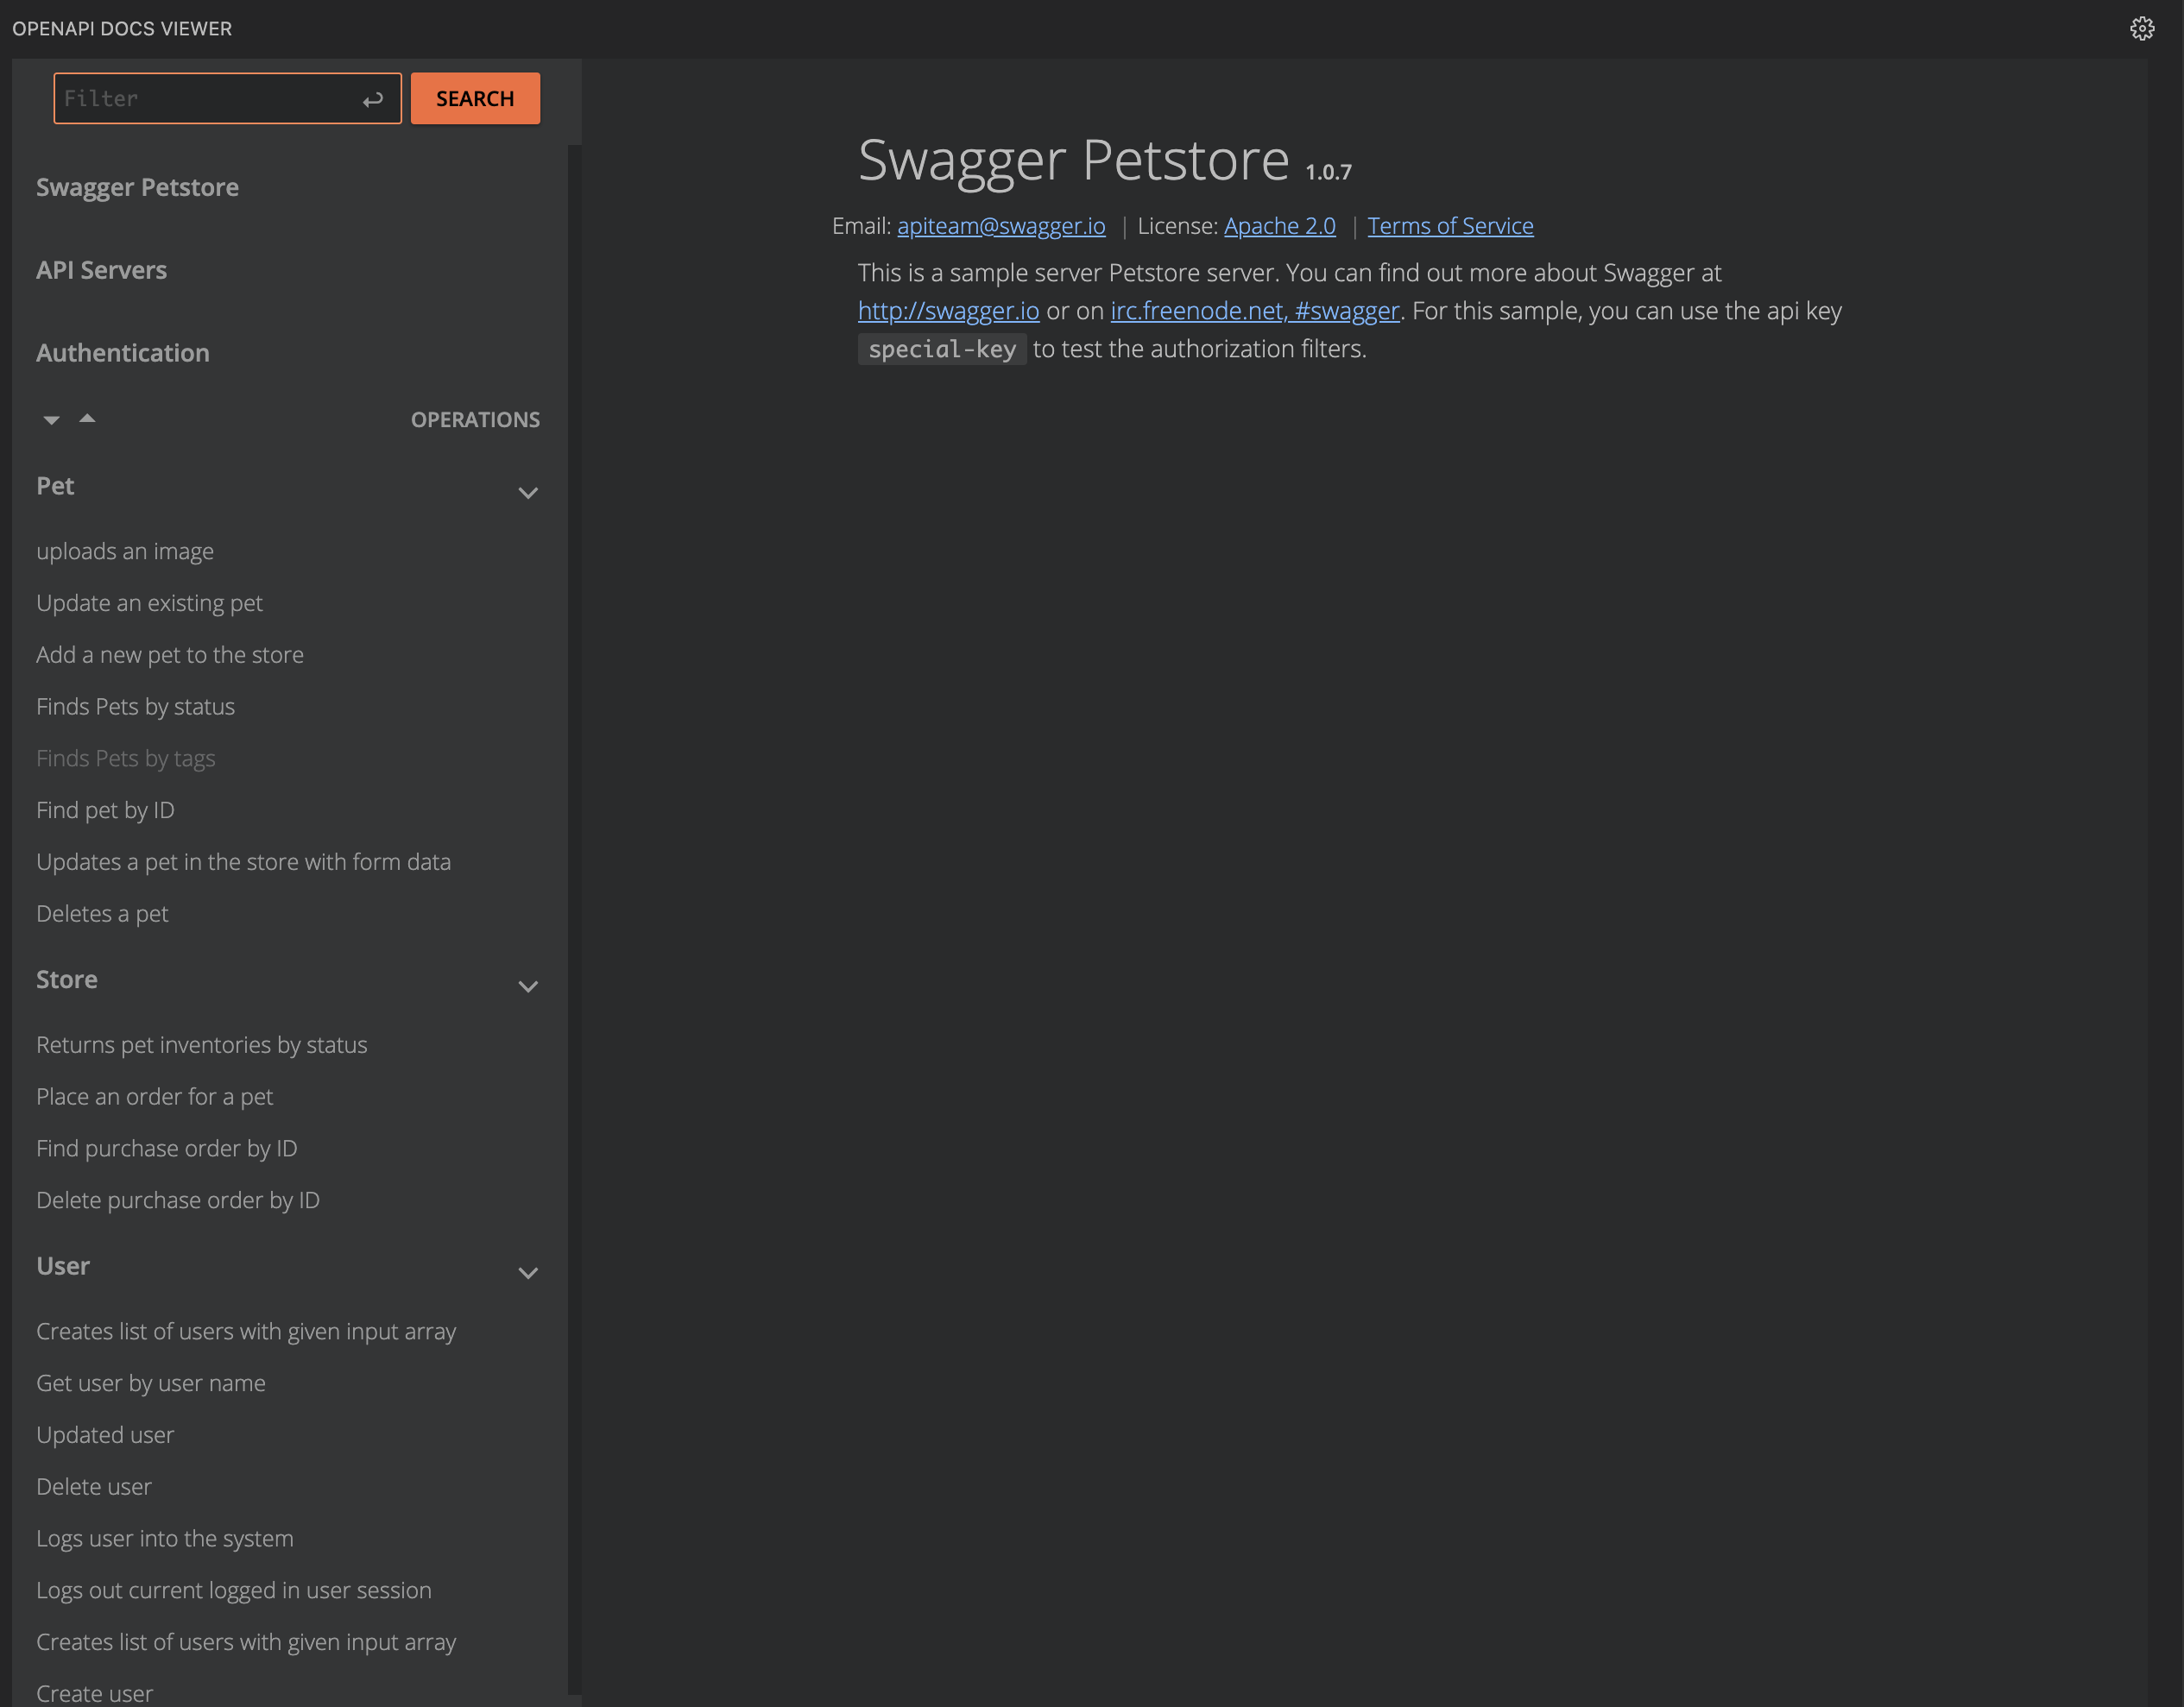 OPENAPI DOCS VIEWER
Filter
SEARCH
Swagger Petstore
API Servers
Authentication
OPERATIONS
Pet
uploads an image
Update an existing pet
Add a new pet to the store
Finds Pets by status
Finds Pets by tags
Find pet by ID
Updates a pet in the store with form data
Deletes a pet
Store
Returns pet inventories by status
Place an order for a pet
Find purchase order by ID
Delete purchase order by ID
User
Creates list of users with given input array
Get user by user name
Updated user
Delete user
Logs user into the system
Logs out current logged in user session
Creates list of users with given input array
Create user
Swagger Petstore 1.0.7
Email: apiteam@swagger.io | License: Apache 2.0 | Terms of Service
This is a sample server Petstore server. You can find out more about Swagger at
http://swagger.io or on irc.freenode.net, #swagger. For this sample, you can use the api key
special-key to test the authorization filters.